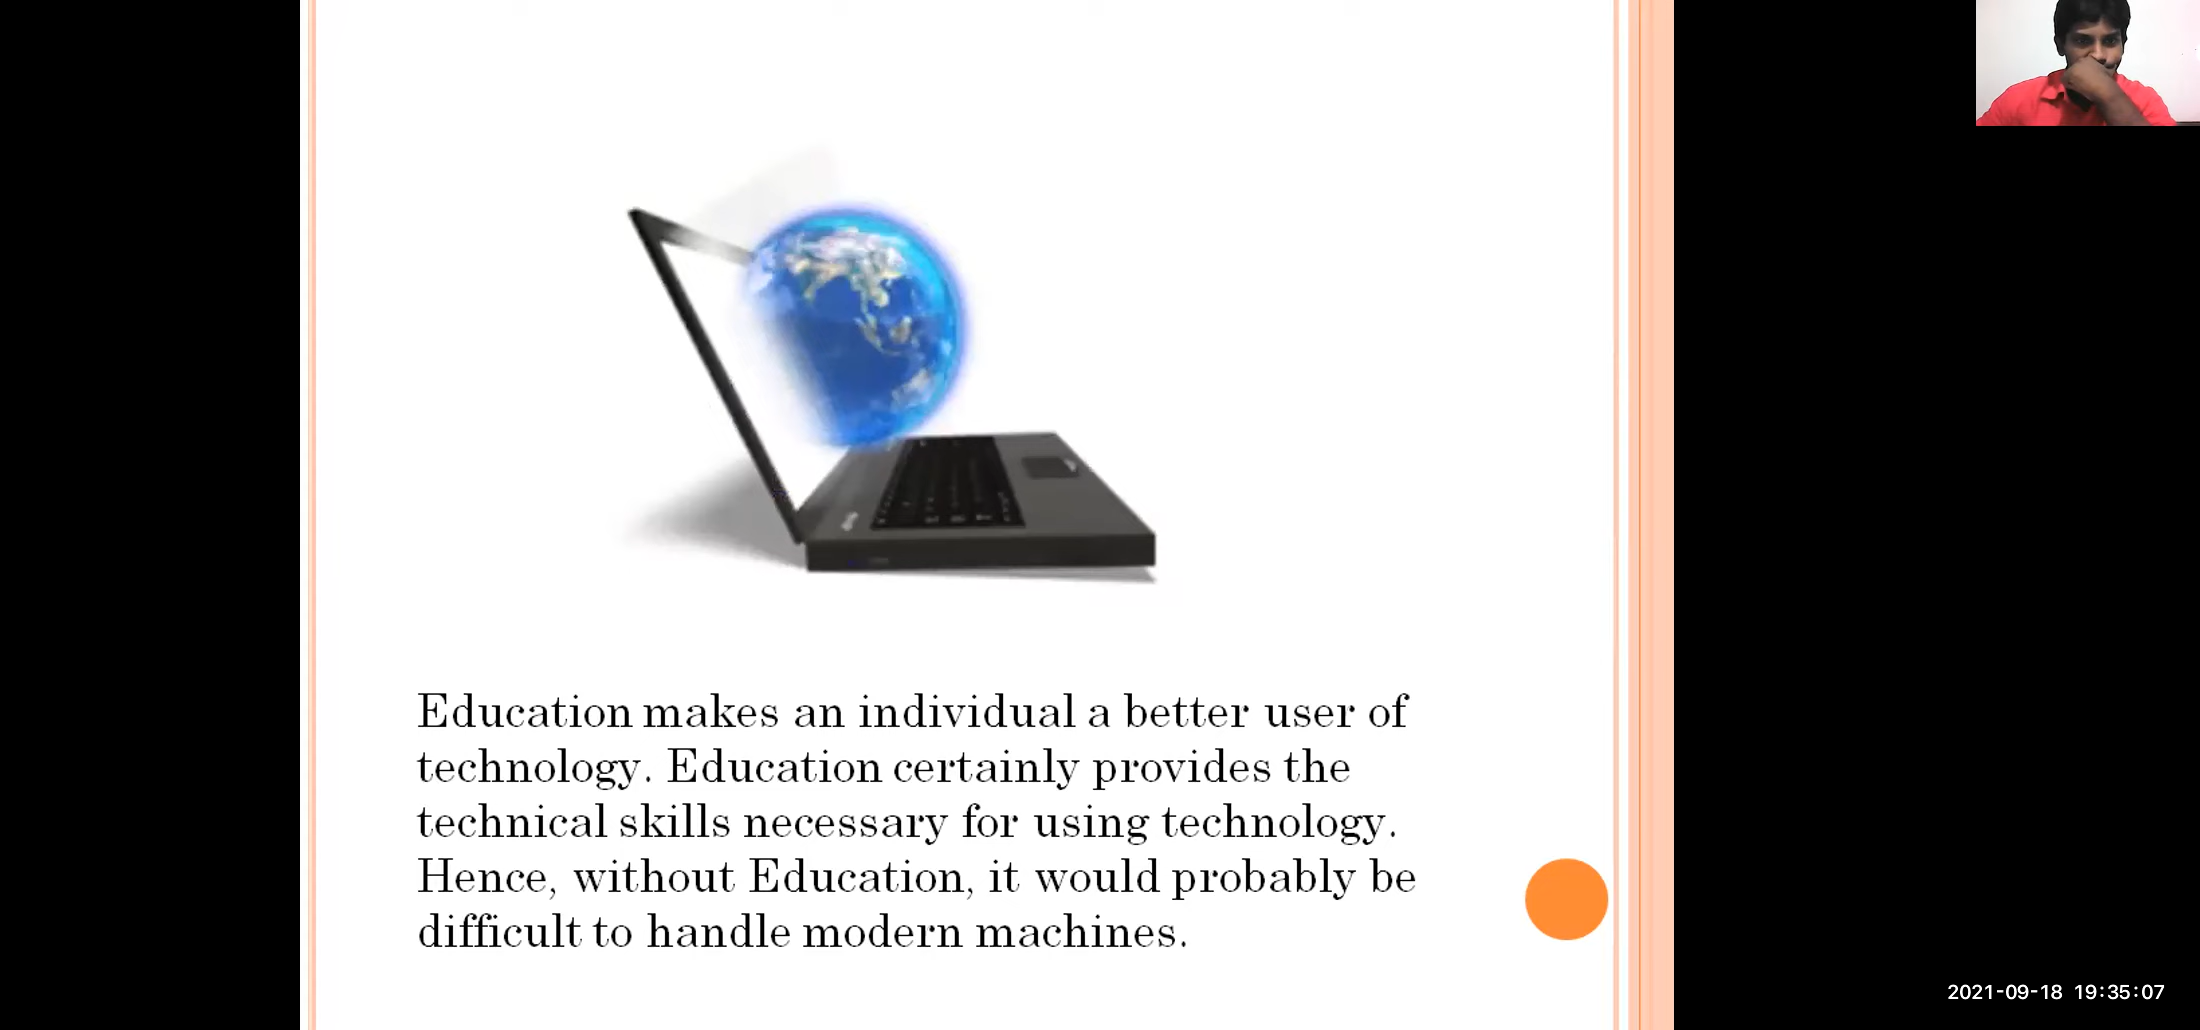 Education makes an individual a better user of
technology. Education certainly provides the
technical skills necessary for using technology.
Hence, without Education, it would probably be
difficult to handle modern machines.
2021-09-18 19:35:07